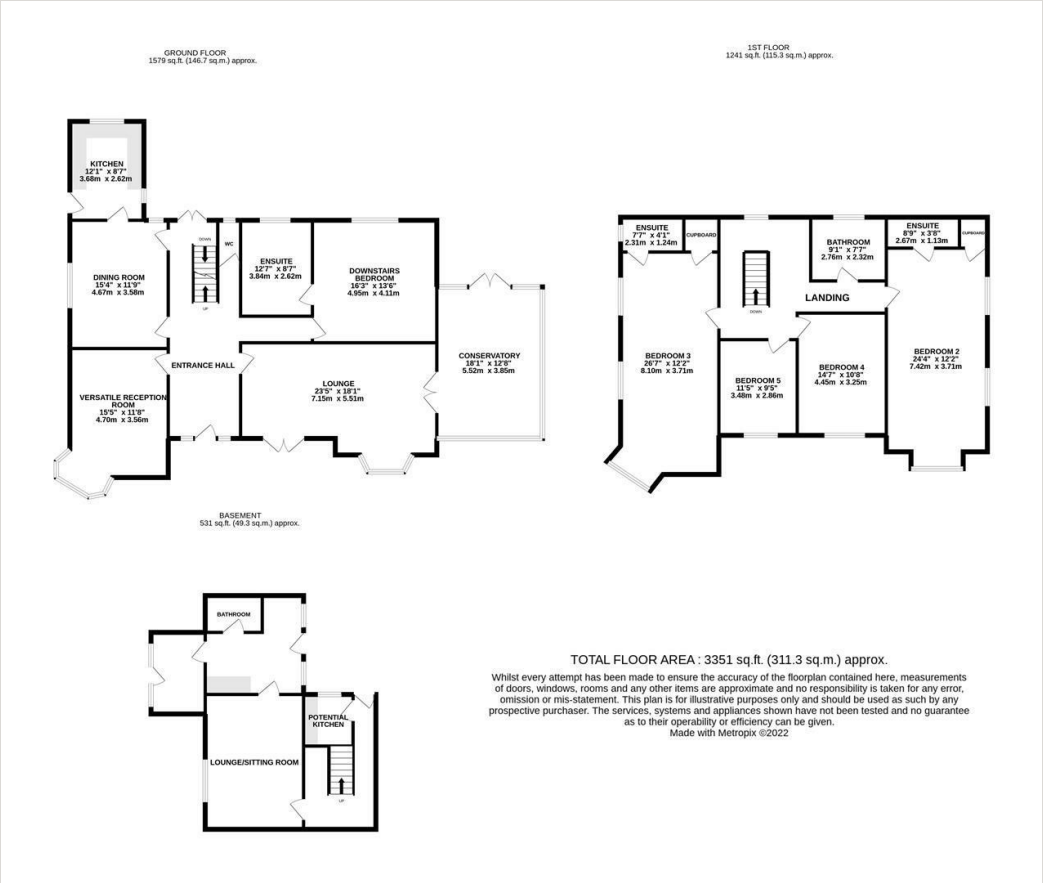 GROUND FLOOR
1579 sq.ft. (146.7 sq.m.) approx.
1ST FLOOR
1241 sq.ft. (115.3 sq.m.) approx.
KITCHEN
12'1" x 8'7"
3.68m x 2.62m
DOWN
WC
UP
ENSUITE
12'7" x 8'7"
3.84m x 2.62m
DINING ROOM
15'4" x 11'9"
4.67m x 3.58m
DOWNSTAIRS
BEDROOM
16'3" x 13'6"
4.95m x 4.11m
CONSERVATORY
18'1" x 12'8"
5.52m x 3.85m
ENTRANCE HALL
LOUNGE
23'5" x 18'1"
7.15m x 5.51m
VERSATILE RECEPTION
ROOM
15'5" x 11'8"
4.70m x 3.56m
ENSUITE
7'7" x 4'1"
2.31m x 1.24m
CUPBOARD
BATHROOM
9'1" x 7'7"
2.76m x 2.32m
ENSUITE
8'9" x 3'8"
2.67m x 1.13m
CUPBOARD
LANDING
DOWN
BEDROOM 3
26'7" x 12'2"
8.10m x 3.71m
BEDROOM 2
24'4" x 12'2"
7.42m x 3.71m
BEDROOM 4
14'7" x 10'8"
4.45m x 3.25m
BEDROOM 5
11'5" x 9'5"
3.48m x 2.86m
BASEMENT
531 sq.ft. (49.3 sq.m.) approx.
BATHROOM
POTENTIAL
KITCHEN
LOUNGE/SITTING ROOM
UP
TOTAL FLOOR AREA : 3351 sq.ft. (311.3 sq.m.) approx.
Whilst every attempt has been made to ensure the accuracy of the floorplan contained here, measurements
of doors, windows, rooms and any other items are approximate and no responsibility is taken for any error,
omission or mis-statement. This plan is for illustrative purposes only and should be used as such by any
prospective purchaser. The services, systems and appliances shown have not been tested and no guarantee
as to their operability or efficiency can be given.
Made with Metropix ©2022